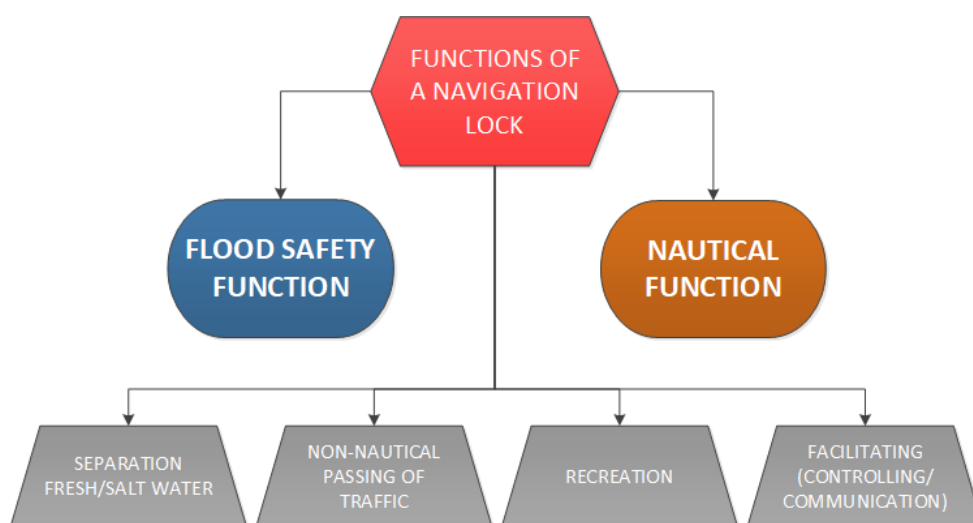 FUNCTIONS OF
A NAVIGATION
LOCK
FLOOD SAFETY
FUNCTION
NAUTICAL
FUNCTION
SEPARATION
FRESH/SALT WATER
NON-NAUTICAL
PASSING OF
TRAFFIC
RECREATION
FACILITATING
(CONTROLLING/
COMMUNICATION)